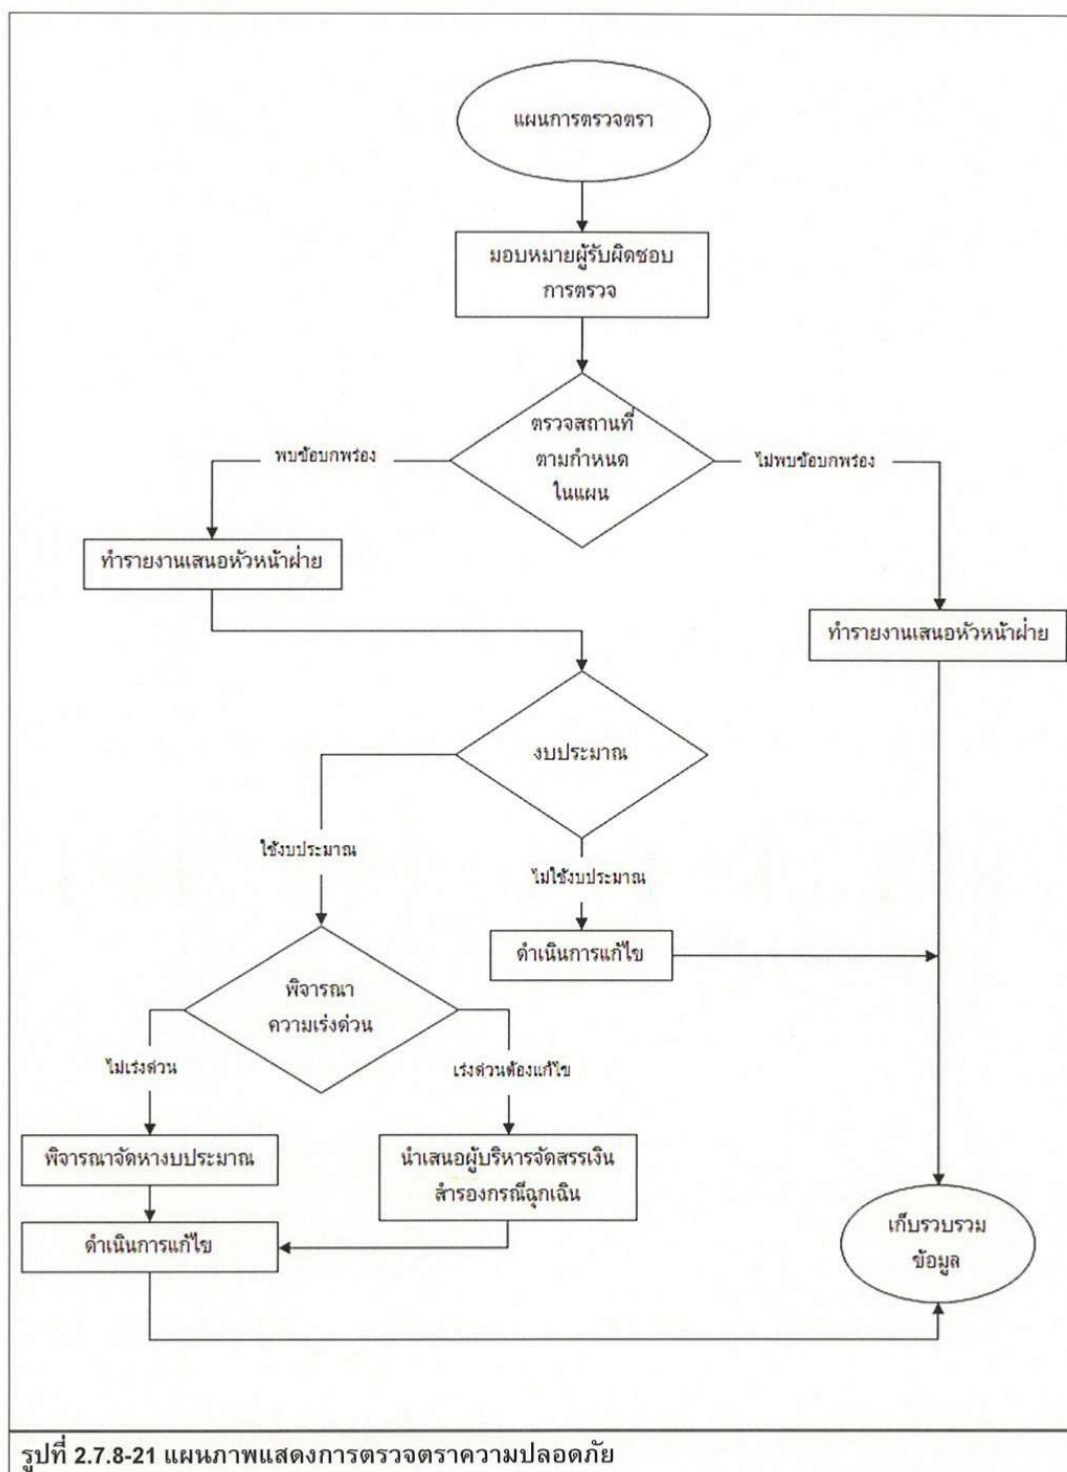 แผนการตรวจตรา
มอบหมายผู้รับผิดชอบ
การตรวจ
ตรวจสถานที่
ตามกำหนด
ในแผน
พบข้อบกพร่อง
ไม่พบข้อบกพร่อง
ทำรายงานเสนอหัวหน้าฝ่าย
ทำรายงานเสนอหัวหน้าฝ่าย
งบประมาณ
ใช้งบประมาณ
ไม่ใช้งบประมาณ
ดำเนินการแก้ไข
พิจารณา
ความเร่งด่วน
ไม่เร่งด่วน
เร่งด่วนต้องแก้ไข
พิจารณาจัดหางบประมาณ
นำเสนอผู้บริหารจัดสรรเงิน
สำรองกรณีฉุกเฉิน
ดำเนินการแก้ไข
เก็บรวบรวม
ข้อมูล
รูปที่ 2.7.8-21 แผนภาพแสดงการตรวจตราความปลอดภัย